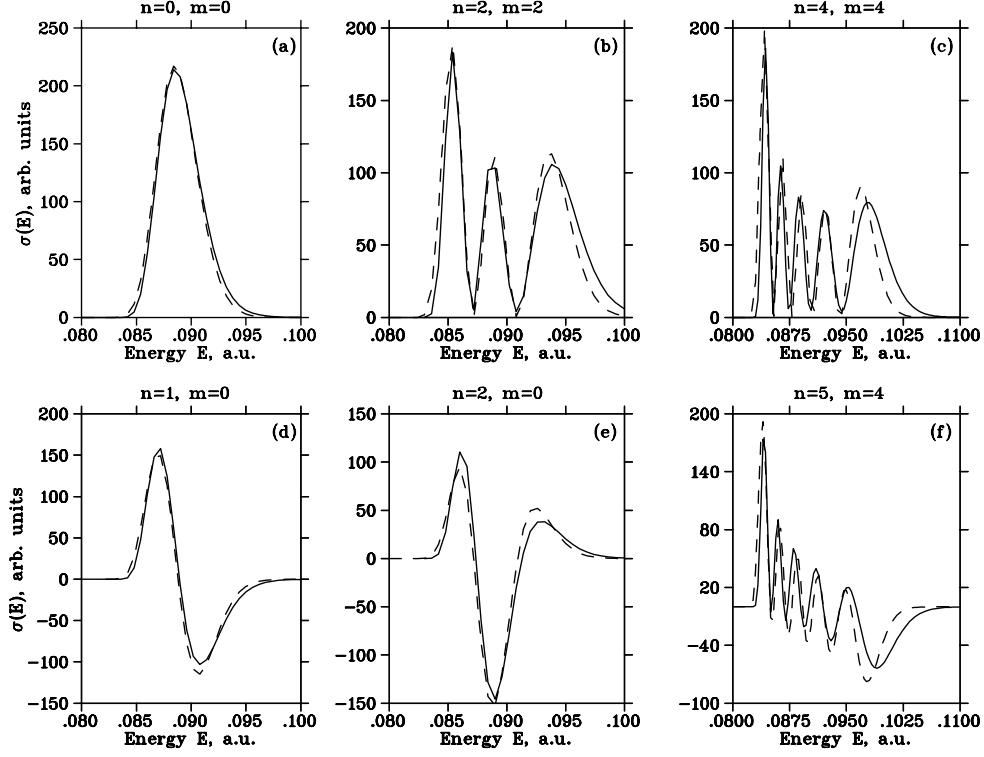 n=0, m=0
n=2, m=2
n=4, m=4
250
200
150
100
50
0
σ(E), arb. units
(a)
.080 .085 .090 .095 .100
Energy E, a.u.
200
150
100
50
0
(b)
.080 .085 .090 .095 .100
Energy E, a.u.
200
150
100
50
0
(c)
.0800 .0875 .0950 .1025 .1100
Energy E, a.u.
n=1, m=0
n=2, m=0
n=5, m=4
200
150
100
50
0
−50
−100
−150
σ(E), arb. units
(d)
.080 .085 .090 .095 .100
Energy E, a.u.
150
100
50
0
−50
−100
−150
(e)
.080 .085 .090 .095 .100
Energy E, a.u.
200
140
80
20
−40
−100
(f)
.0800 .0875 .0950 .1025 .1100
Energy E, a.u.